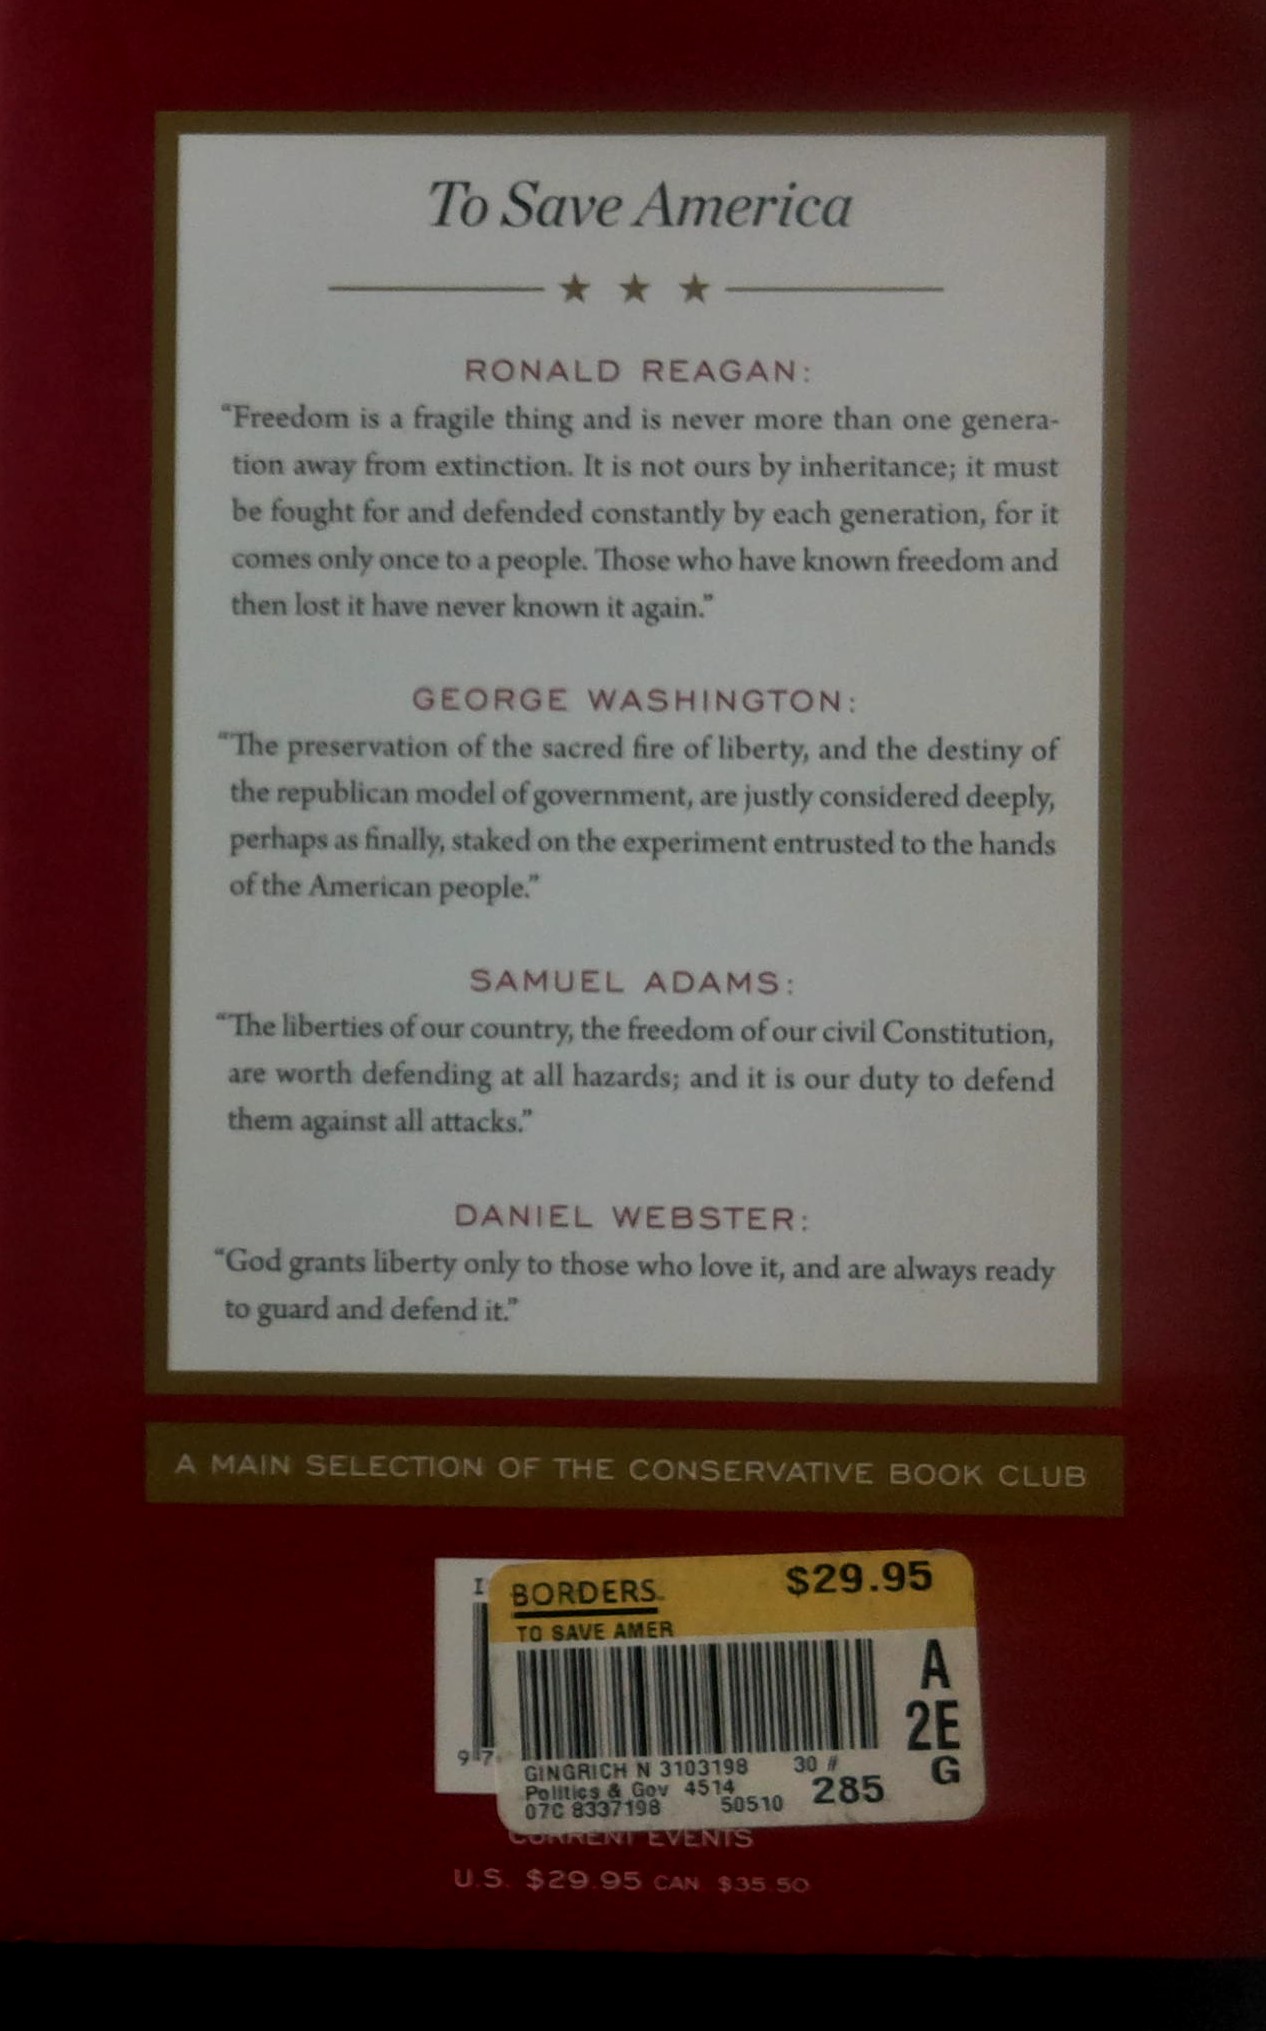 To Save America
RONALD REAGAN:
“Freedom is a fragile thing and is never more than one genera-
tion away from extinction. It is not ours by inheritance; it must
be fought for and defended constantly by each generation, for it
comes only once to a people. Those who have known freedom and
then lost it have never known it again.”
GEORGE WASHINGTON:
“The preservation of the sacred fire of liberty, and the destiny of
the republican model of government, are justly considered deeply,
perhaps as finally, staked on the experiment entrusted to the hands
of the American people.”
SAMUEL ADAMS:
“The liberties of our country, the freedom of our civil Constitution,
are worth defending at all hazards; and it is our duty to defend
them against all attacks.”
DANIEL WEBSTER:
“God grants liberty only to those who love it, and are always ready
to guard and defend it.”
A MAIN SELECTION OF THE CONSERVATIVE BOOK CLUB
BORDERS. $29.95
TO SAVE AMER
A
2E
G
9 7
GINGRICH N 3103198 30 #
Politics & Gov 4514 285
07C 8337198 50510
CURRENT EVENTS
U.S. $29.95 CAN. $35.50